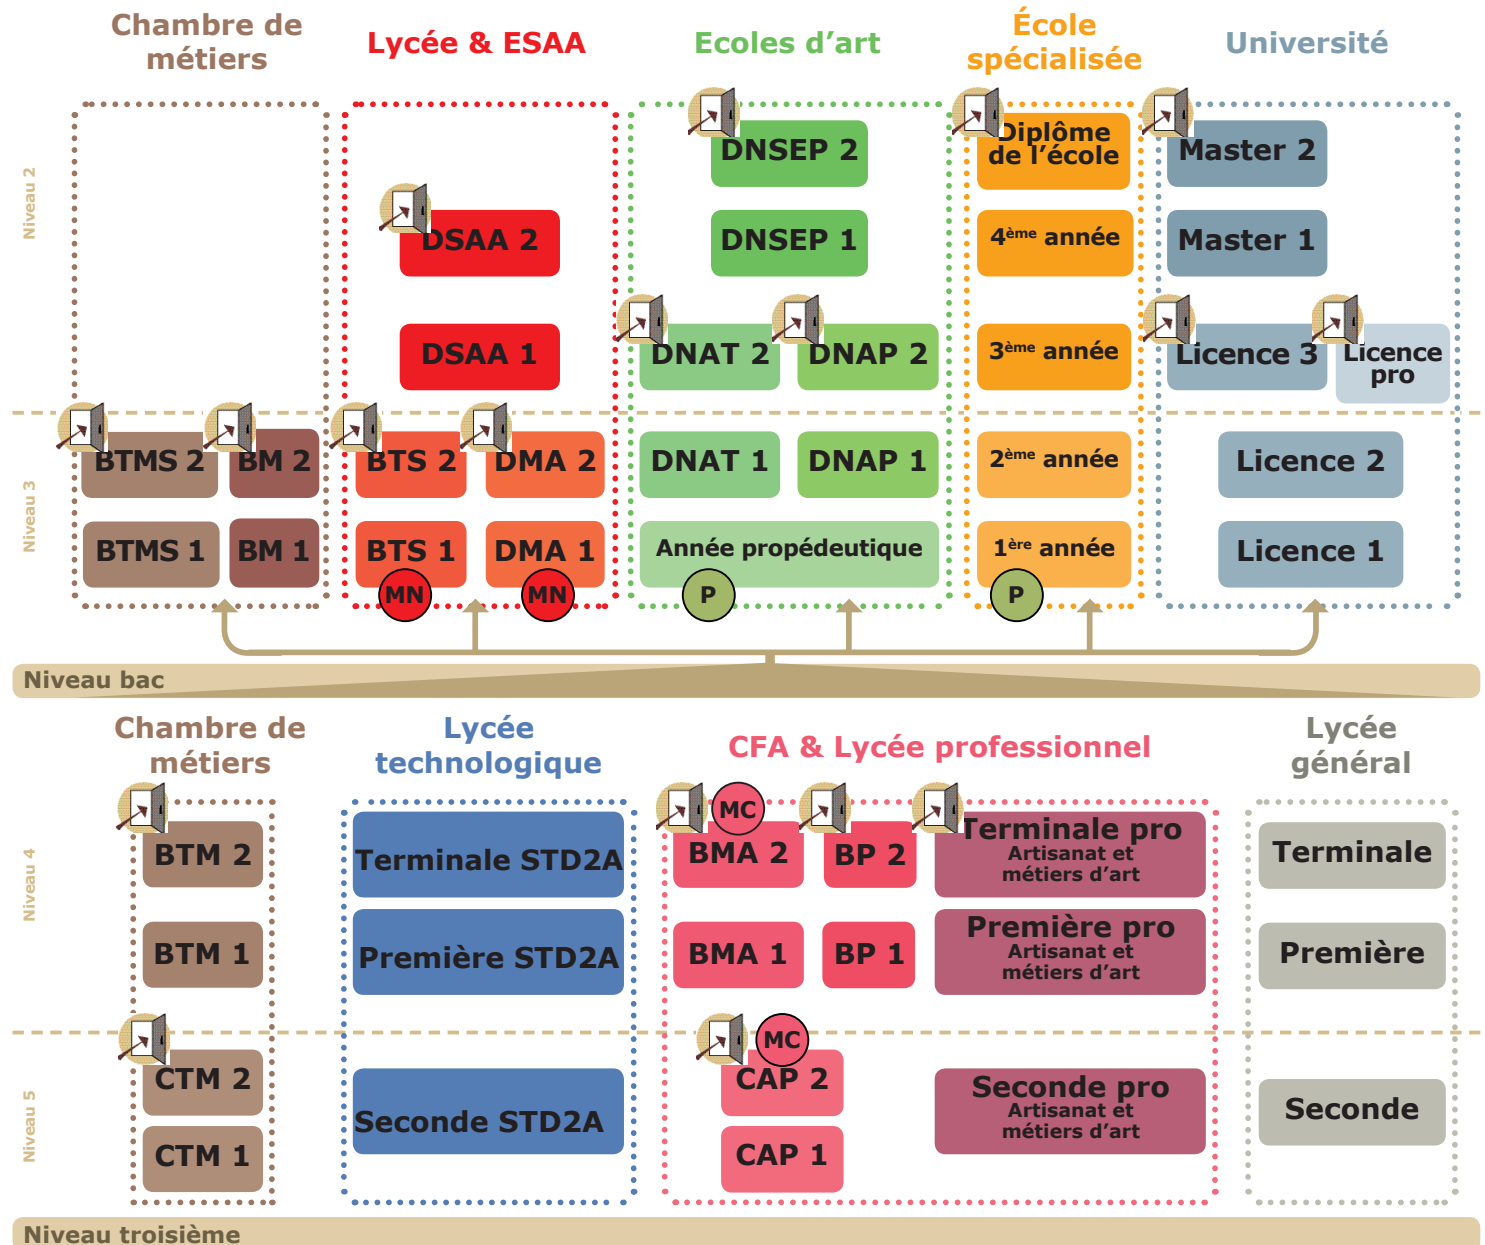 Chambre de
métiers
Lycée & ESAA
Ecoles d’art
École
spécialisée
Université
Niveau 2
DNSEP 2
Diplôme
de l’école
Master 2
DSAA 2
DNSEP 1
4ème année
Master 1
DSAA 1
DNAT 2
DNAP 2
3ème année
Licence 3
Licence
pro
Niveau 3
BTMS 2
BM 2
BTS 2
DMA 2
DNAT 1
DNAP 1
2ème année
Licence 2
BTMS 1
BM 1
BTS 1
DMA 1
Année propédeutique
1ère année
Licence 1
MN
MN
P
P
Niveau bac
Chambre de
métiers
Lycée
technologique
CFA & Lycée professionnel
Lycée
général
Niveau 4
MC
BTM 2
Terminale STD2A
BMA 2
BP 2
Terminale pro
Artisanat et
métiers d’art
Terminale
BTM 1
Première STD2A
BMA 1
BP 1
Première pro
Artisanat et
métiers d’art
Première
Niveau 5
MC
CTM 2
Seconde STD2A
CAP 2
Seconde pro
Artisanat et
métiers d’art
Seconde
CTM 1
CAP 1
Niveau troisième